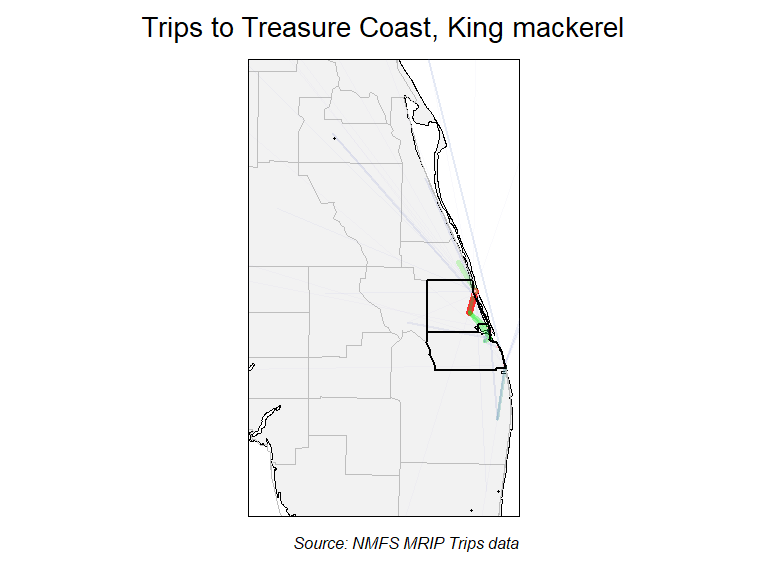 Trips to Treasure Coast, King mackerel
Source: NMFS MRIP Trips data